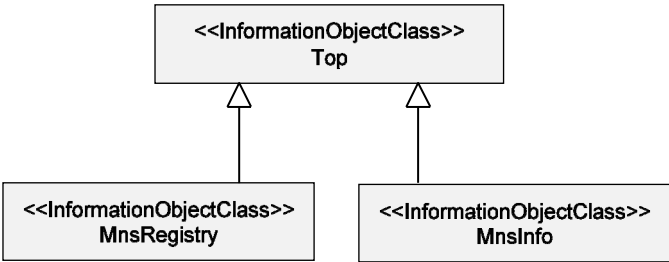 <<InformationObjectClass>>
Top
<<InformationObjectClass>>
MnsRegistry
<<InformationObjectClass>>
MnsInfo